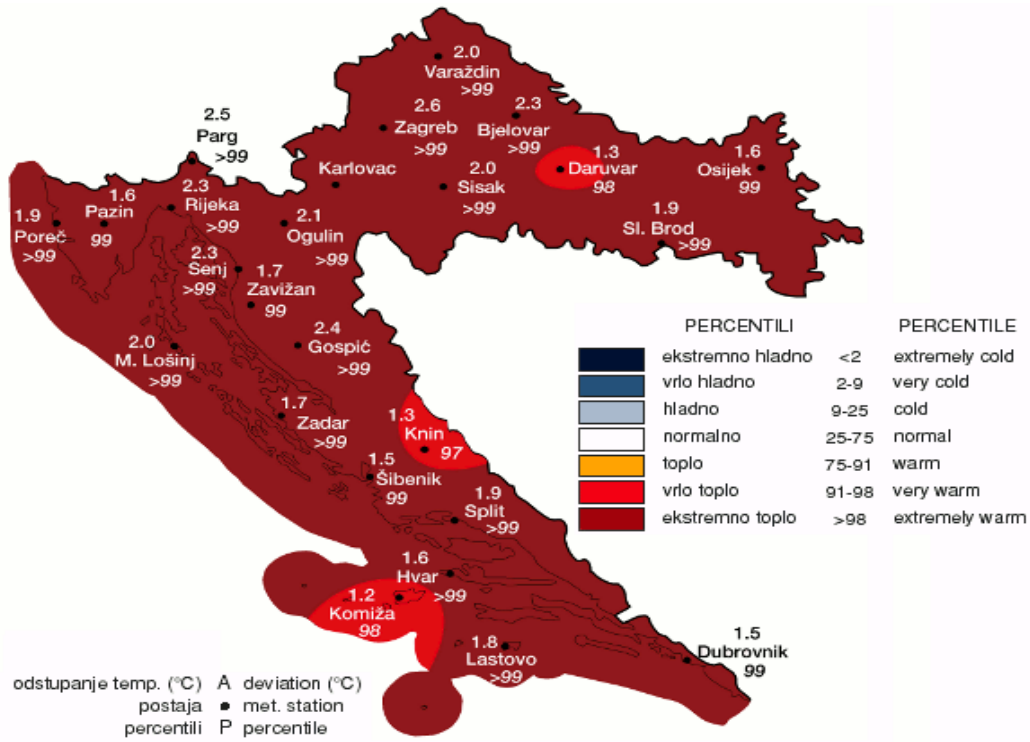 2.0
Varaždin
>99
2.6
Zagreb
>99
2.3
Bjelovar
>99
2.5
Parg
>99
Karlovac
2.0
Sisak
>99
1.3
Daruvar
98
1.6
Osijek
99
1.9
Poreč
>99
1.6
Pazin
99
2.3
Rijeka
>99
2.1
Ogulin
>99
1.9
Sl. Brod
>99
2.3
Senj
>99
1.7
Zavižan
99
2.0
M. Lošinj
>99
2.4
Gospić
>99
1.7
Zadar
>99
1.3
Knin
97
1.5
Šibenik
99
1.9
Split
>99
1.6
Hvar
>99
1.2
Komiža
98
1.8
Lastovo
>99
1.5
Dubrovnik
99
PERCENTILI PERCENTILE
ekstremno hladno <2 extremely cold
vrlo hladno 2-9 very cold
hladno 9-25 cold
normalno 25-75 normal
toplo 75-91 warm
vrlo toplo 91-98 very warm
ekstremno toplo >98 extremely warm
odstupanje temp. (°C) A deviation (°C)
postaja met. station
percentili P percentile